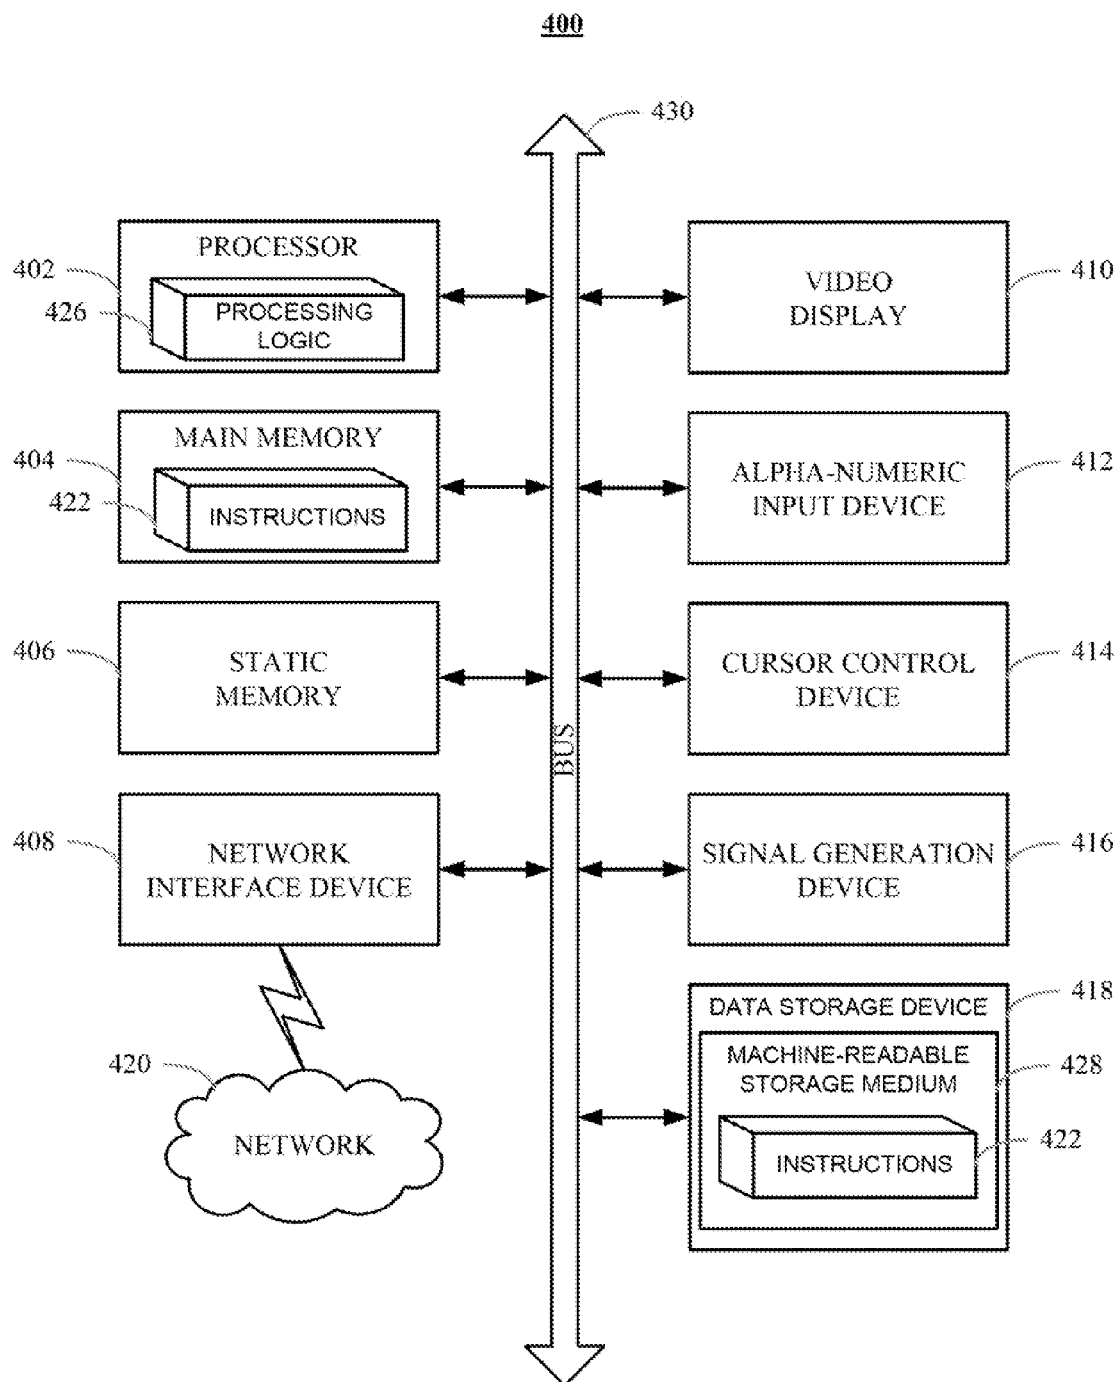 400
430
PROCESSOR
402
426
PROCESSING
LOGIC
VIDEO
DISPLAY
410
MAIN MEMORY
404
422
INSTRUCTIONS
ALPHA-NUMERIC
INPUT DEVICE
412
406
STATIC
MEMORY
CURSOR CONTROL
DEVICE
414
BUS
408
NETWORK
INTERFACE DEVICE
SIGNAL GENERATION
DEVICE
416
420
NETWORK
DATA STORAGE DEVICE
418
MACHINE-READABLE
STORAGE MEDIUM
428
INSTRUCTIONS
422